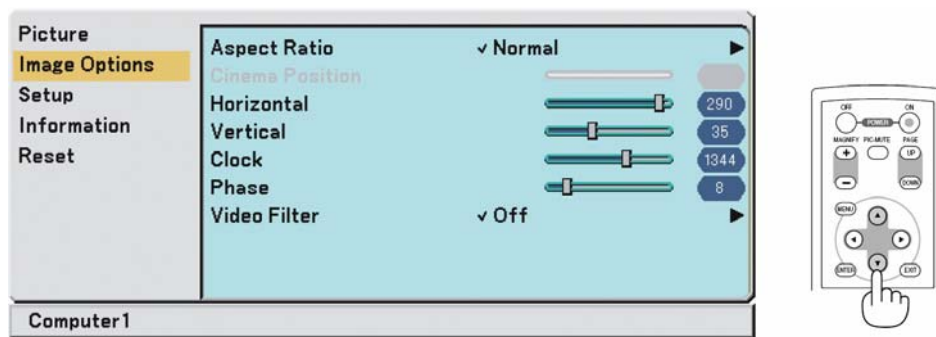 Picture
Image Options
Setup
Information
Reset
Aspect Ratio ✓ Normal ▶
Cinema Position
Horizontal 290
Vertical 35
Clock 1344
Phase 8
Video Filter ✓ Off ▶
Computer1
OFF ON
POWER
MAGNIFY PIC-MUTE PAGE
+ UP
− DOWN
MENU
ENTER EXIT